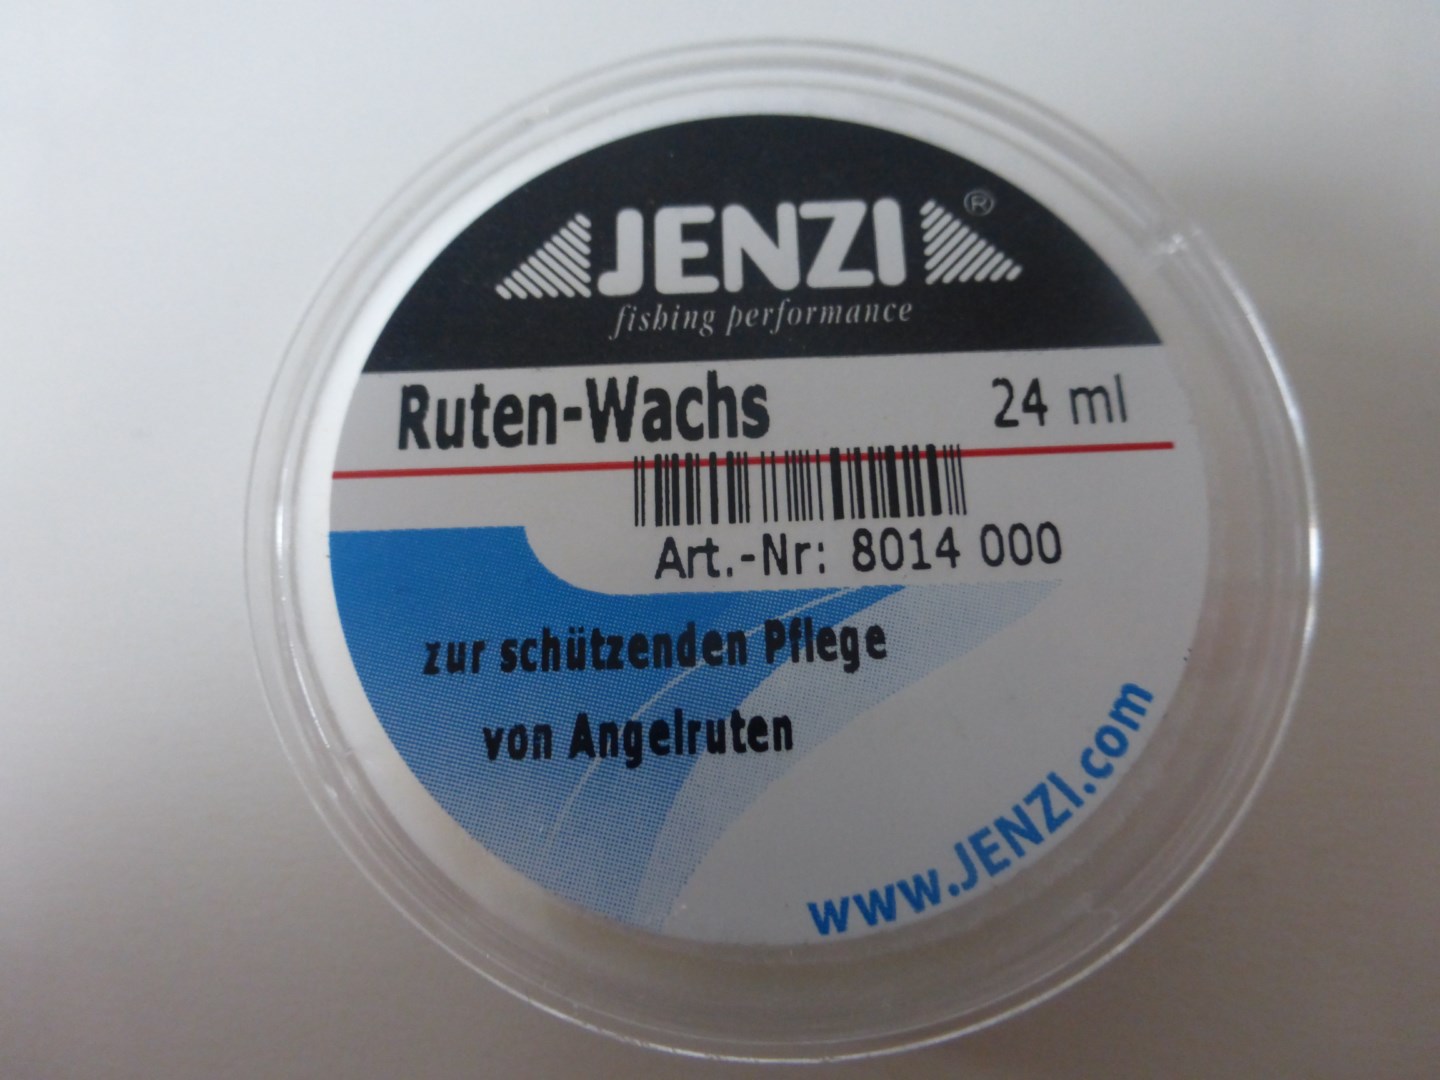 JENZI®
fishing performance
Ruten-Wachs 24 ml
Art.-Nr: 8014 000
zur schützenden Pflege
von Angelruten
www.JENZI.com